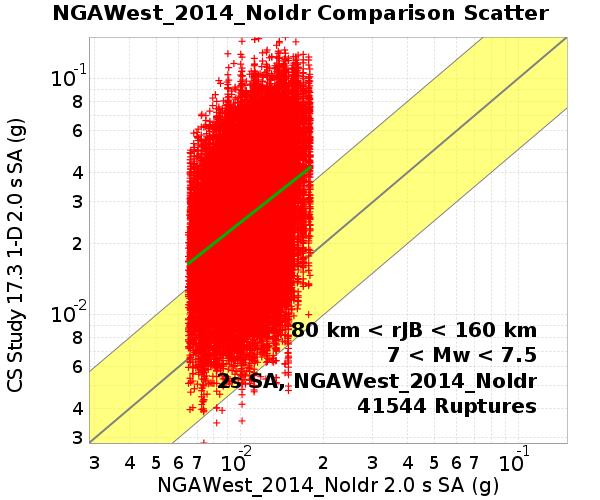 NGAWest_2014_NoIdr Comparison Scatter
CS Study 17.3 1-D 2.0 s SA (g)
10-1
8
6
4
3
2
10-2
8
6
4
3
80 km < rJB < 160 km
7 < Mw < 7.5
2s SA, NGAWest_2014_NoIdr
41544 Ruptures
3 4 5 6 7 10-2 2 3 4 5 6 7 10-1
NGAWest_2014_NoIdr 2.0 s SA (g)